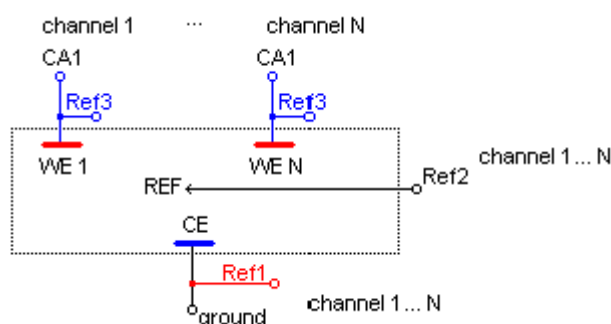 channel 1 ... channel N
CA1 CA1
Ref3 Ref3
WE 1 WE N
channel 1... N
REF Ref2
CE
Ref1
ground channel 1... N